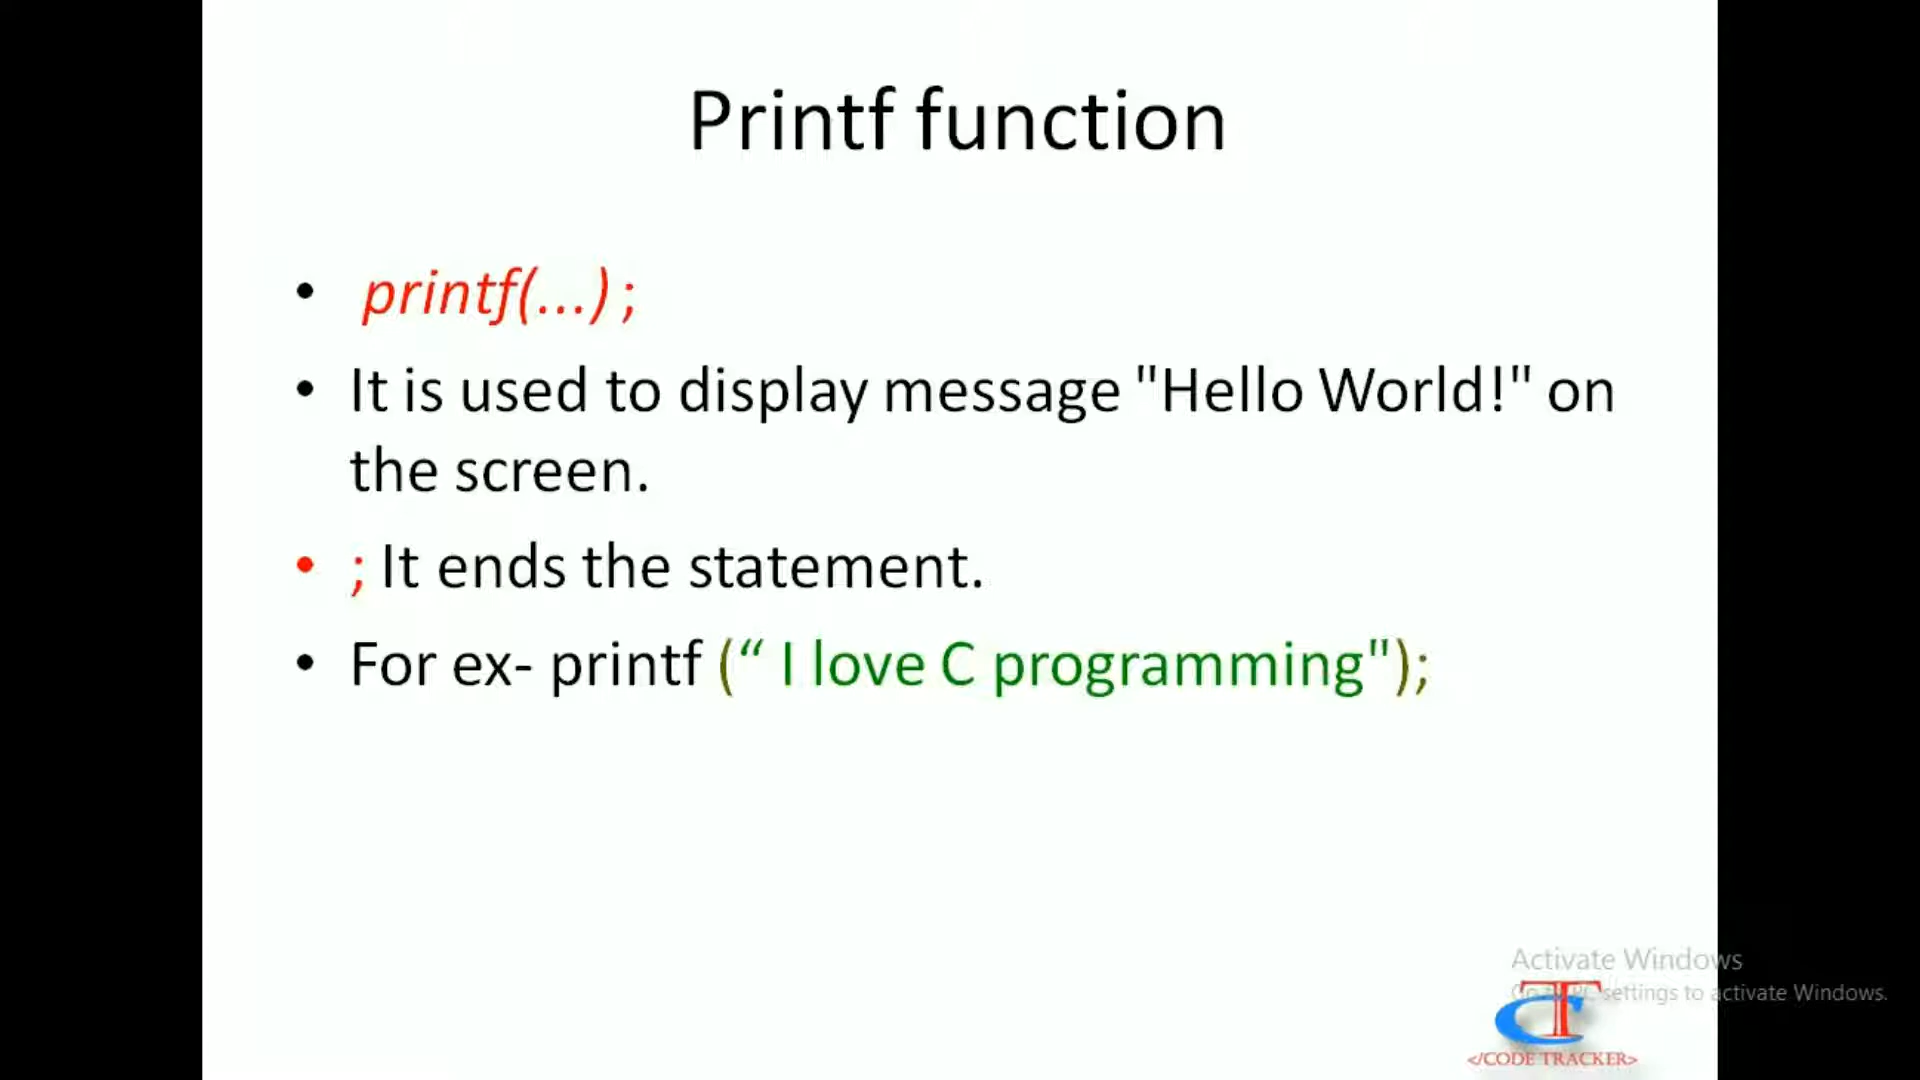 Printf function
• printf(...) ;
• It is used to display message "Hello World!" on
the screen.
• ; It ends the statement.
• For ex- printf (“ I love C programming");
Activate Windows
Go to PC settings to activate Windows.
CT
</CODE TRACKER>